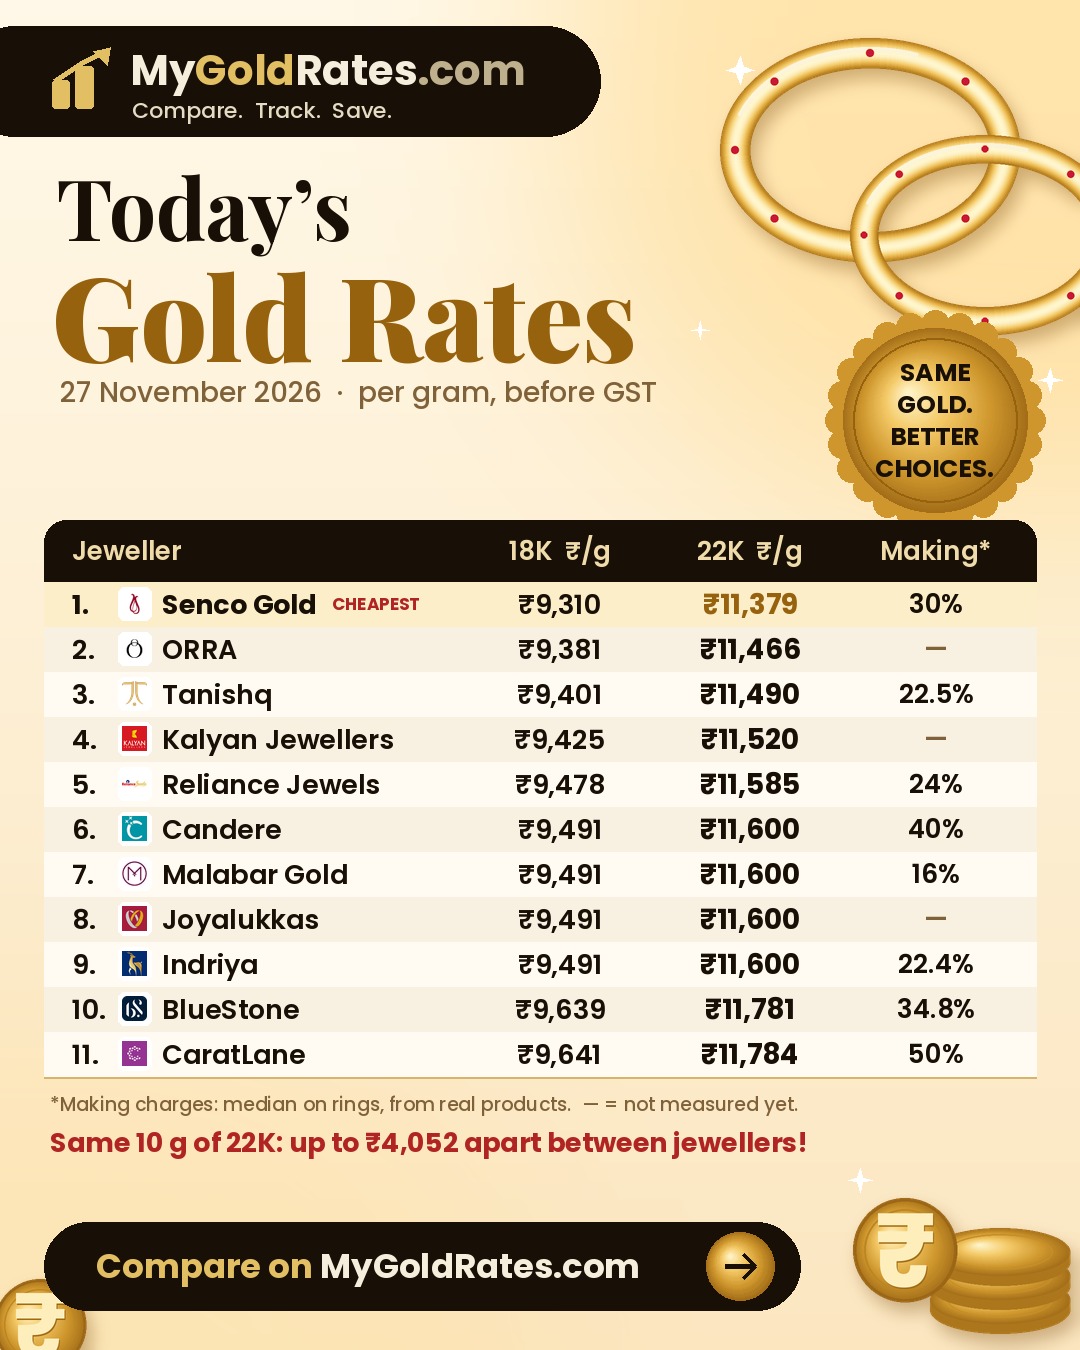 MyGoldRates.com
Compare. Track. Save.
Today’s
Gold Rates
27 November 2026 · per gram, before GST
SAME
GOLD.
BETTER
CHOICES.
Jeweller 18K ₹/g 22K ₹/g Making*
1. Senco Gold CHEAPEST ₹9,310 ₹11,379 30%
2. ORRA ₹9,381 ₹11,466 —
3. Tanishq ₹9,401 ₹11,490 22.5%
4. KALYAN Kalyan Jewellers ₹9,425 ₹11,520 —
5. Reliance Jewels ₹9,478 ₹11,585 24%
6. Candere ₹9,491 ₹11,600 40%
7. Malabar Gold ₹9,491 ₹11,600 16%
8. Joyalukkas ₹9,491 ₹11,600 —
9. Indriya ₹9,491 ₹11,600 22.4%
10. BlueStone ₹9,639 ₹11,781 34.8%
11. CaratLane ₹9,641 ₹11,784 50%
*Making charges: median on rings, from real products. — = not measured yet.
Same 10 g of 22K: up to ₹4,052 apart between jewellers!
Compare on MyGoldRates.com
₹
₹